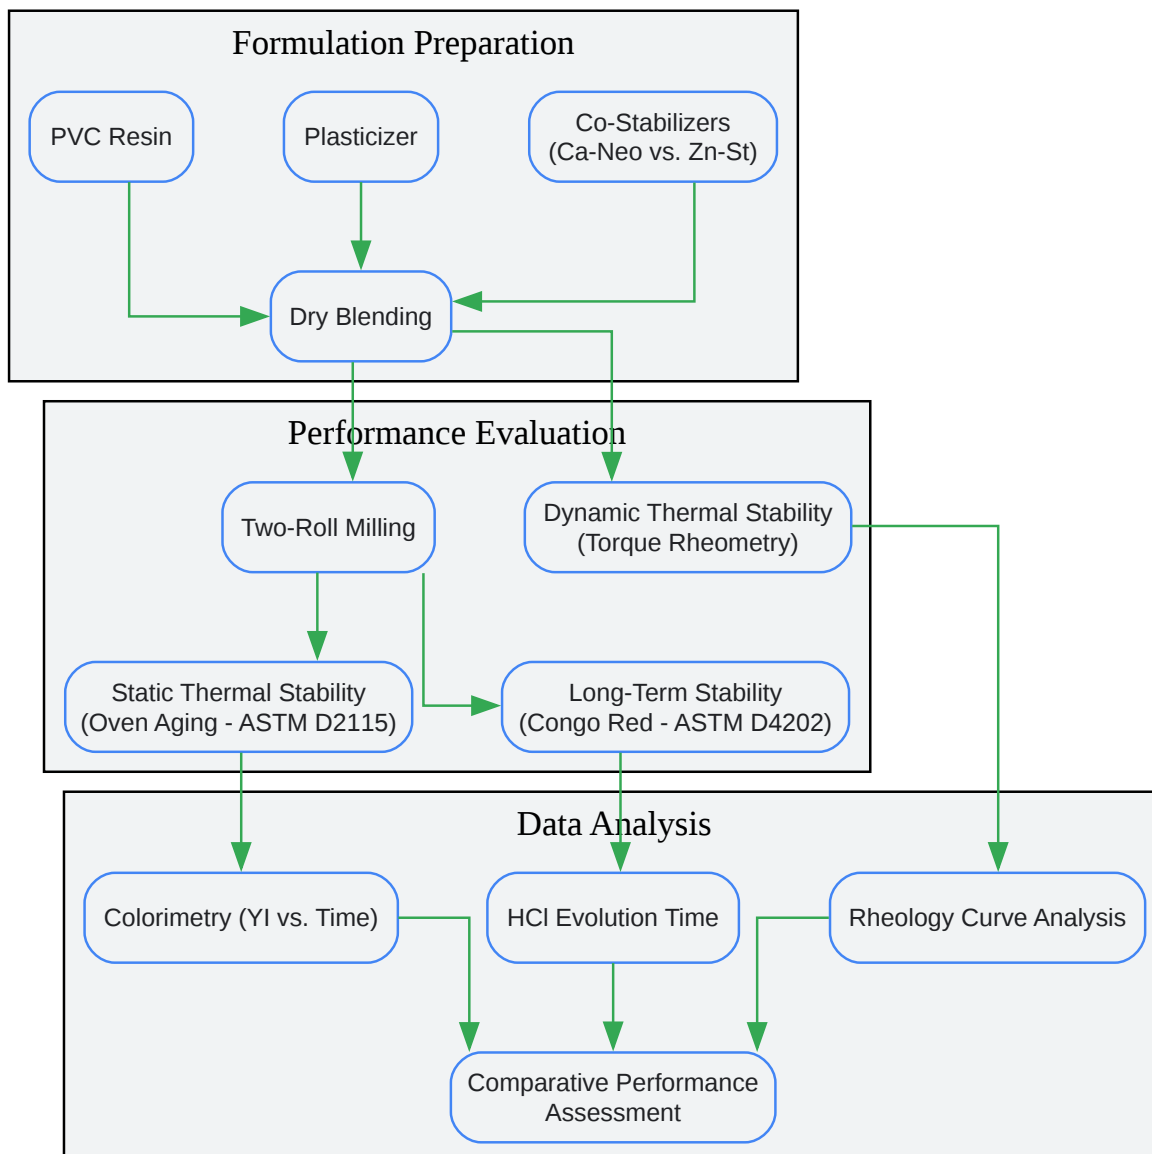 Formulation Preparation
PVC Resin
Plasticizer
Co-Stabilizers
(Ca-Neo vs. Zn-St)
Dry Blending
Performance Evaluation
Two-Roll Milling
Dynamic Thermal Stability
(Torque Rheometry)
Static Thermal Stability
(Oven Aging - ASTM D2115)
Long-Term Stability
(Congo Red - ASTM D4202)
Data Analysis
Colorimetry (YI vs. Time)
HCl Evolution Time
Rheology Curve Analysis
Comparative Performance
Assessment